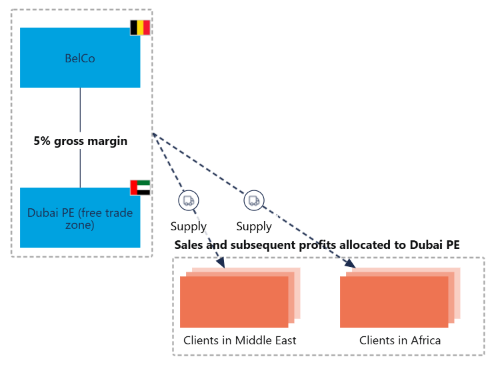 BelCo
5% gross margin
Dubai PE (free trade
zone)
Supply
Supply
Sales and subsequent profits allocated to Dubai PE
Clients in Middle East
Clients in Africa